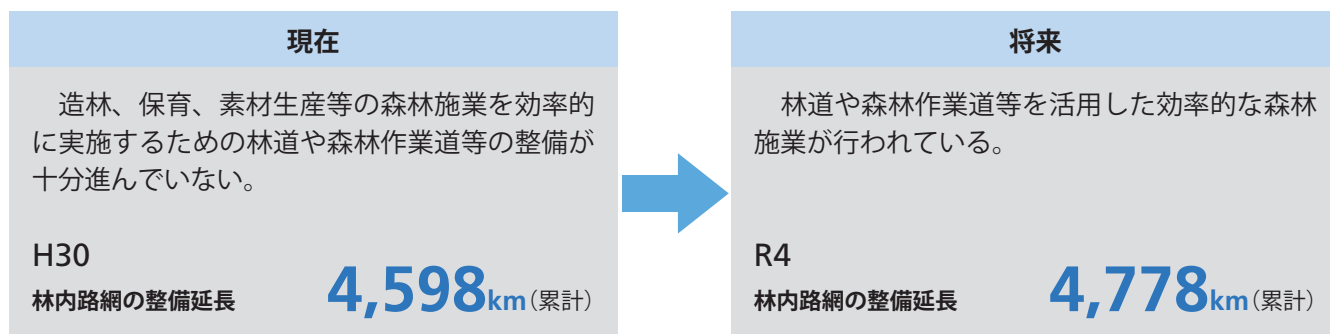 現在
造林、保育、素材生産等の森林施業を効率的
に実施するための林道や森林作業道等の整備が
十分進んでいない。
H30
林内路網の整備延長 4,598km(累計)
将来
林道や森林作業道等を活用した効率的な森林
施業が行われている。
R4
林内路網の整備延長 4,778km(累計)